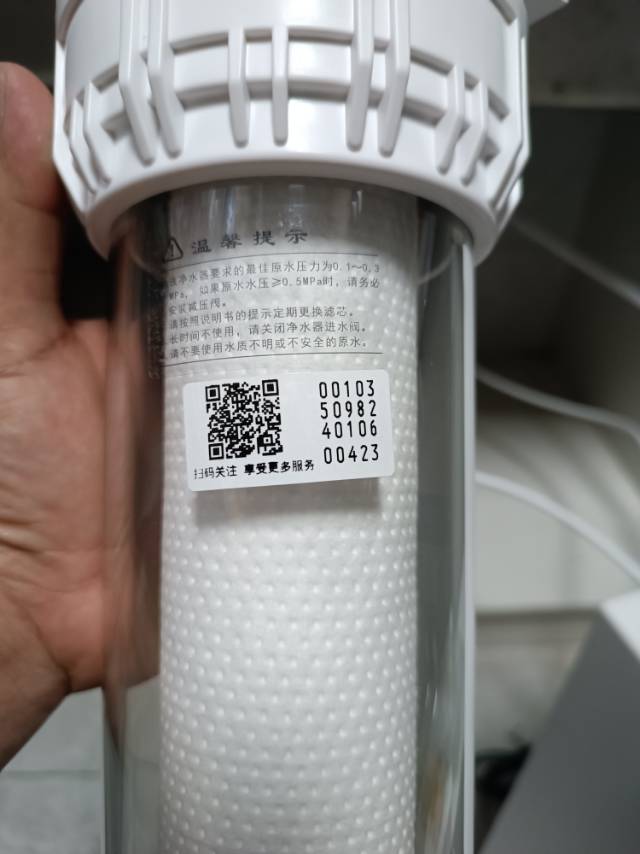 温馨提示
净水器要求的最佳原水压力为0.1~0.3
MPa, 如果原水水压≥0.5MPa时，请务必
安装减压阀。
请按照说明书的提示定期更换滤芯。
长时间不使用，请关闭净水器进水阀。
请不要使用水质不明或不安全的原水。
00103
50982
40106
00423
扫码关注 享受更多服务